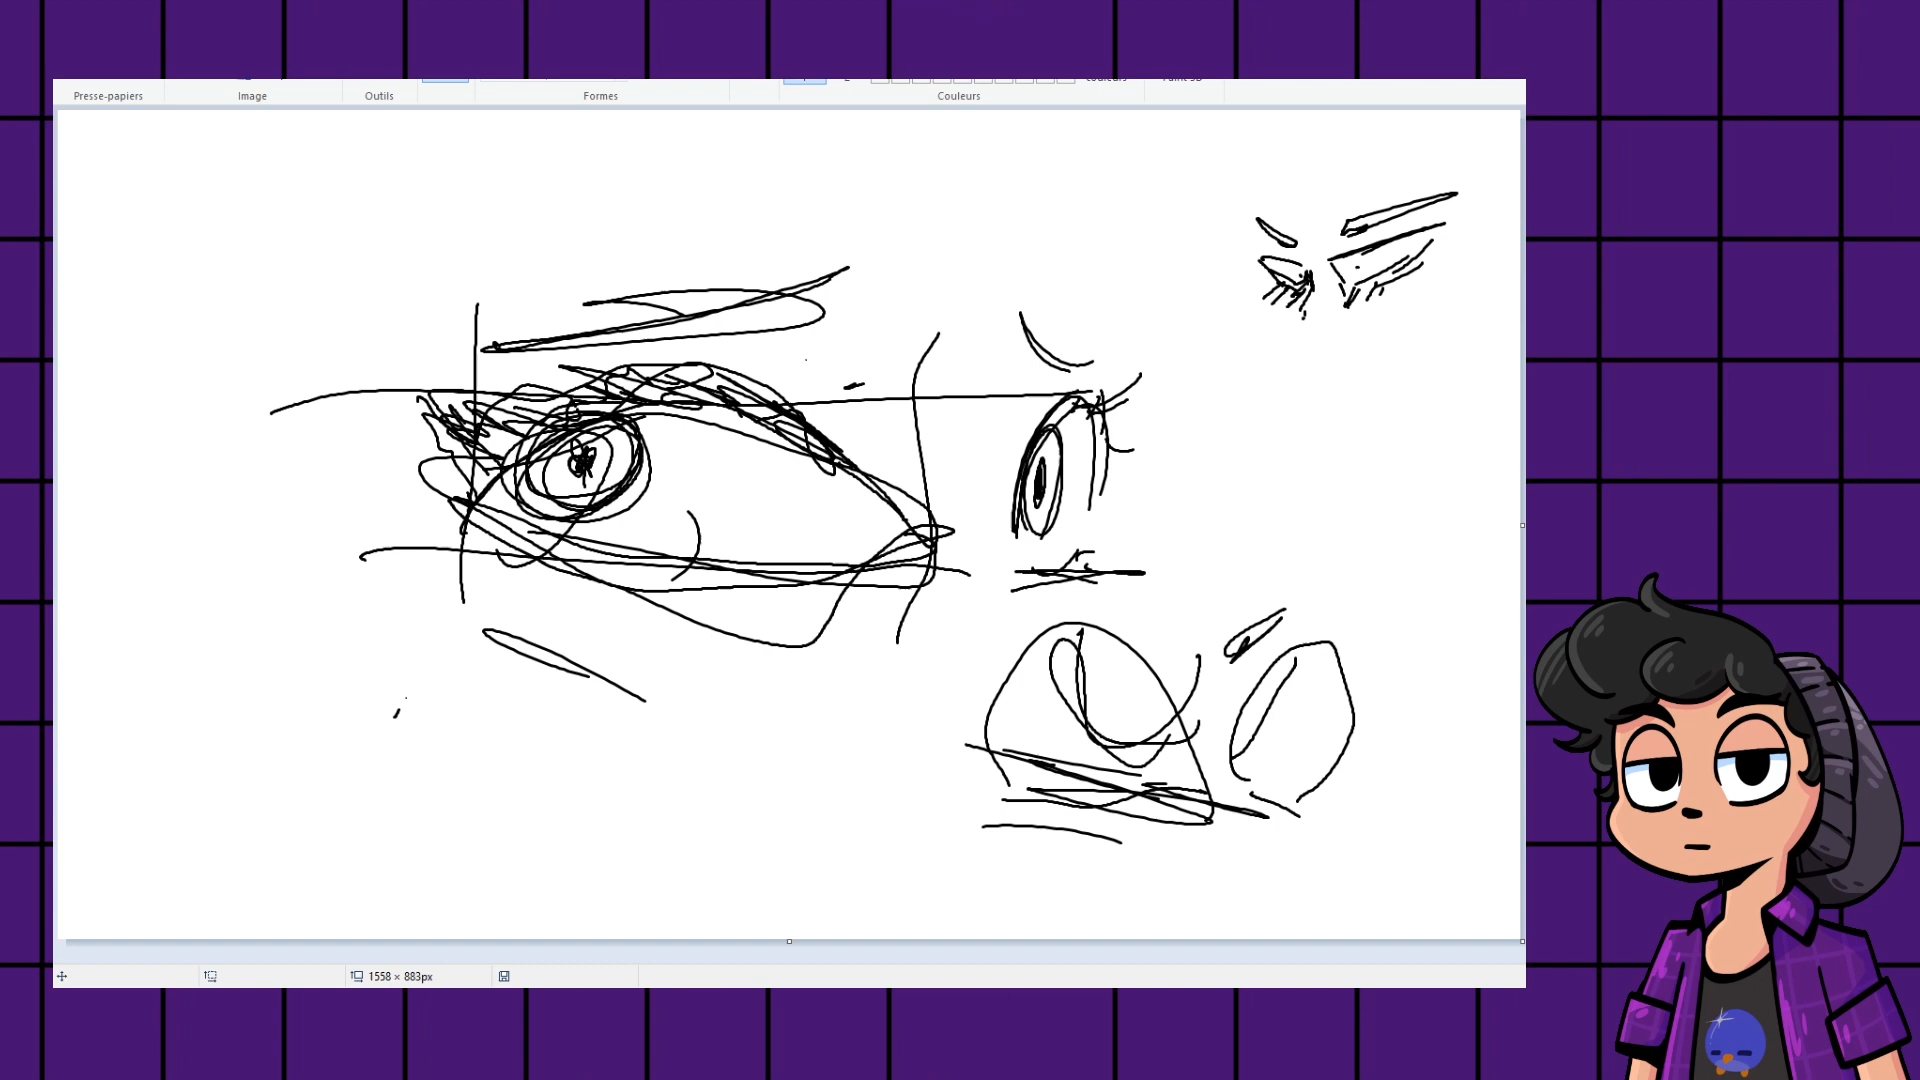 Presse-papiers Image Outils Formes Couleurs
1558 × 883px